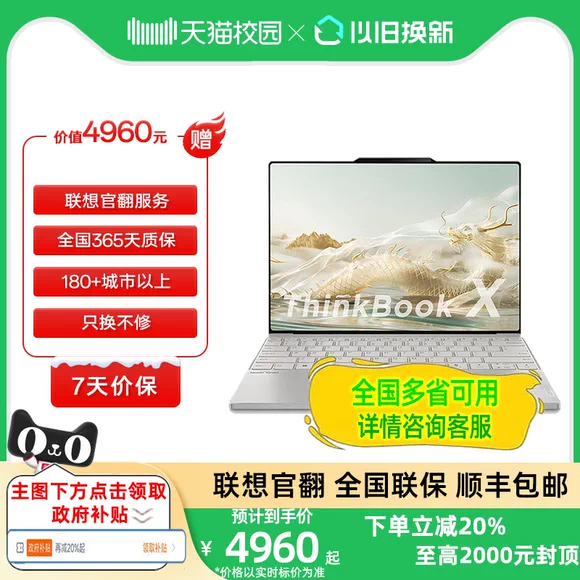 天猫校园 × 以旧换新
价值4960元
赠
联想官翻服务
全国365天质保
180+城市以上
只换不修
7天价保
ThinkBook X
全国多省可用
详情咨询客服
主图下方点击领取
政府补贴
政府补贴 再减20%起 领取补贴 >
联想官翻 全国联保 顺丰包邮
预计到手价
¥ 4960 起
*价格以实时标价为准
下单立减20%
至高2000元封顶